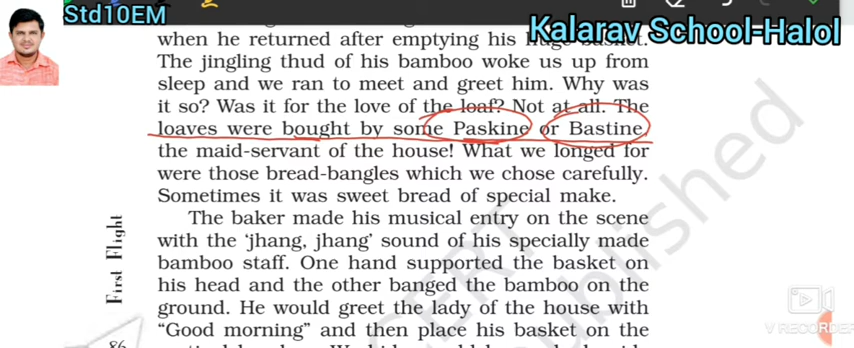 Std10EM
Kalarav School-Halol
when he returned after emptying his huge basket.
The jingling thud of his bamboo woke us up from
sleep and we ran to meet and greet him. Why was
it so? Was it for the love of the loaf? Not at all. The
loaves were bought by some Paskine or Bastine,
the maid-servant of the house! What we longed for
were those bread-bangles which we chose carefully.
Sometimes it was sweet bread of special make.
The baker made his musical entry on the scene
with the ‘jhang, jhang’ sound of his specially made
bamboo staff. One hand supported the basket on
his head and the other banged the bamboo on the
ground. He would greet the lady of the house with
“Good morning” and then place his basket on the
First Flight
86
V RECORDER